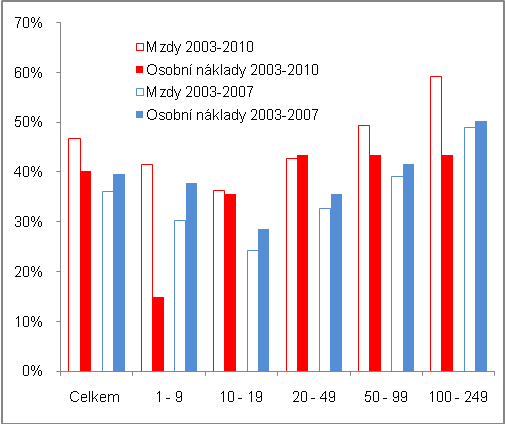 70%
60%
50%
40%
30%
20%
10%
0%
Mzdy 2003-2010
Osobní náklady 2003-2010
Mzdy 2003-2007
Osobní náklady 2003-2007
Celkem 1 - 9 10 - 19 20 - 49 50 - 99 100 - 249